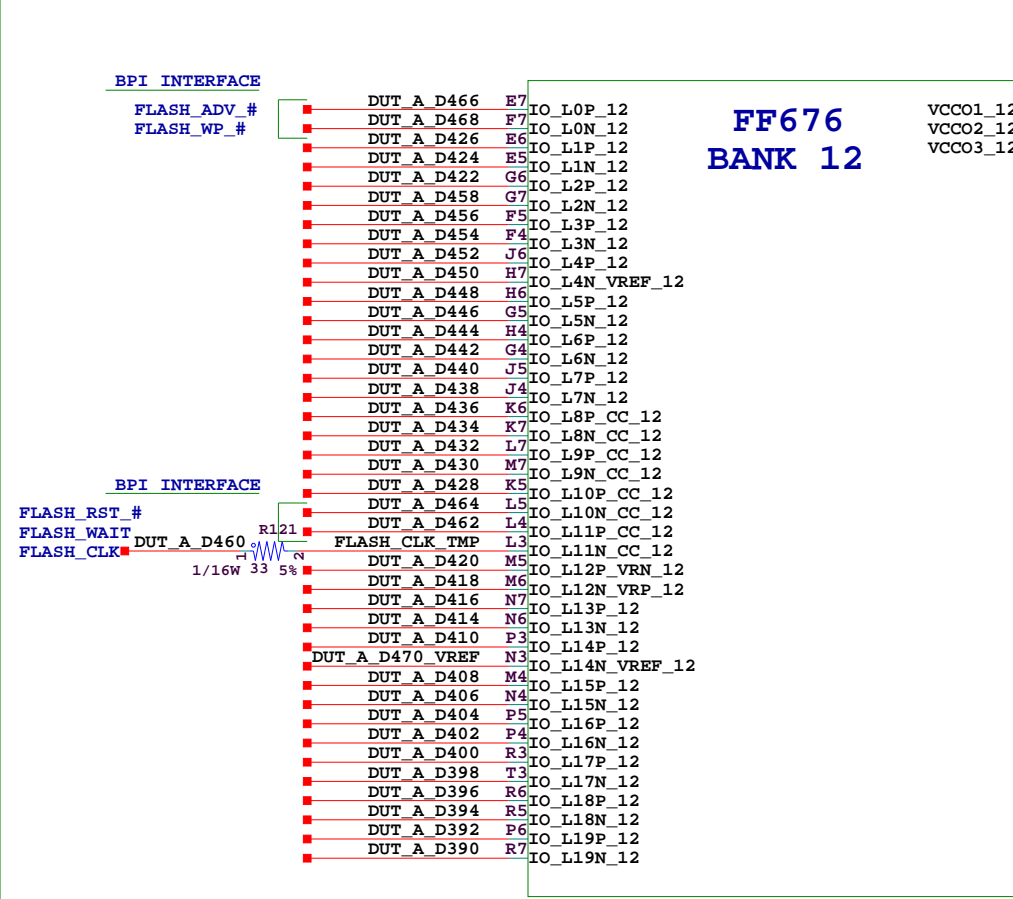 BPI INTERFACE
FLASH_ADV_#
FLASH_WP_#
FF676
BANK 12
VCCO1_12
VCCO2_12
VCCO3_12
DUT_A_D466 E7 IO_L0P_12
DUT_A_D468 F7 IO_L0N_12
DUT_A_D426 E6 IO_L1P_12
DUT_A_D424 E5 IO_L1N_12
DUT_A_D422 G6 IO_L2P_12
DUT_A_D458 G7 IO_L2N_12
DUT_A_D456 F5 IO_L3P_12
DUT_A_D454 F4 IO_L3N_12
DUT_A_D452 J6 IO_L4P_12
DUT_A_D450 H7 IO_L4N_VREF_12
DUT_A_D448 H6 IO_L5P_12
DUT_A_D446 G5 IO_L5N_12
DUT_A_D444 H4 IO_L6P_12
DUT_A_D442 G4 IO_L6N_12
DUT_A_D440 J5 IO_L7P_12
DUT_A_D438 J4 IO_L7N_12
DUT_A_D436 K6 IO_L8P_CC_12
DUT_A_D434 K7 IO_L8N_CC_12
DUT_A_D432 L7 IO_L9P_CC_12
DUT_A_D430 M7 IO_L9N_CC_12
DUT_A_D428 K5 IO_L10P_CC_12
BPI INTERFACE
FLASH_RST_#
FLASH_WAIT
FLASH_CLK
DUT_A_D464 L5 IO_L10N_CC_12
DUT_A_D462 L4 IO_L11P_CC_12
DUT_A_D460 1 R121 2 FLASH_CLK_TMP L3 IO_L11N_CC_12
1/16W 33 5%
DUT_A_D420 M5 IO_L12P_VRN_12
DUT_A_D418 M6 IO_L12N_VRP_12
DUT_A_D416 N7 IO_L13P_12
DUT_A_D414 N6 IO_L13N_12
DUT_A_D410 P3 IO_L14P_12
DUT_A_D470_VREF N3 IO_L14N_VREF_12
DUT_A_D408 M4 IO_L15P_12
DUT_A_D406 N4 IO_L15N_12
DUT_A_D404 P5 IO_L16P_12
DUT_A_D402 P4 IO_L16N_12
DUT_A_D400 R3 IO_L17P_12
DUT_A_D398 T3 IO_L17N_12
DUT_A_D396 R6 IO_L18P_12
DUT_A_D394 R5 IO_L18N_12
DUT_A_D392 P6 IO_L19P_12
DUT_A_D390 R7 IO_L19N_12